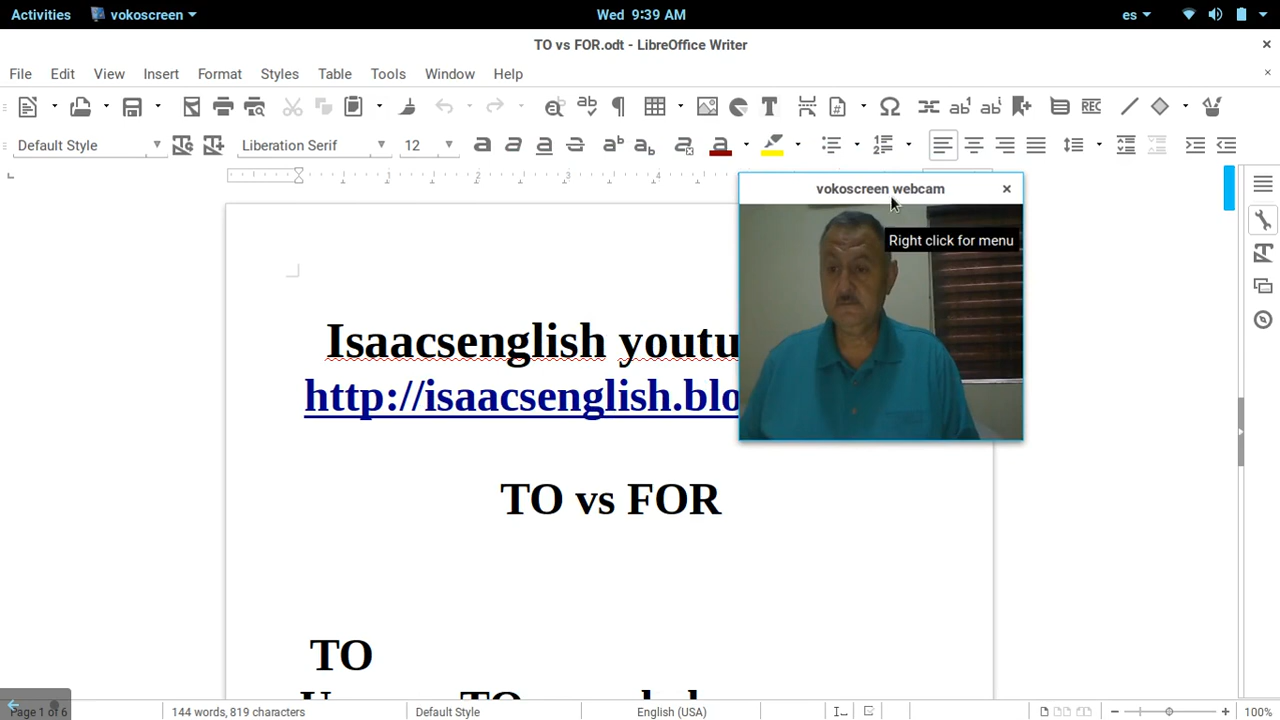 Activities vokoscreen Wed 9:39 AM es
TO vs FOR.odt - LibreOffice Writer
File Edit View Insert Format Styles Table Tools Window Help
Default Style Liberation Serif 12
vokoscreen webcam
Right click for menu
Isaacsenglish youtu
http://isaacsenglish.blo
TO vs FOR
TO
Page 1 of 6 144 words, 819 characters Default Style English (USA) 100%